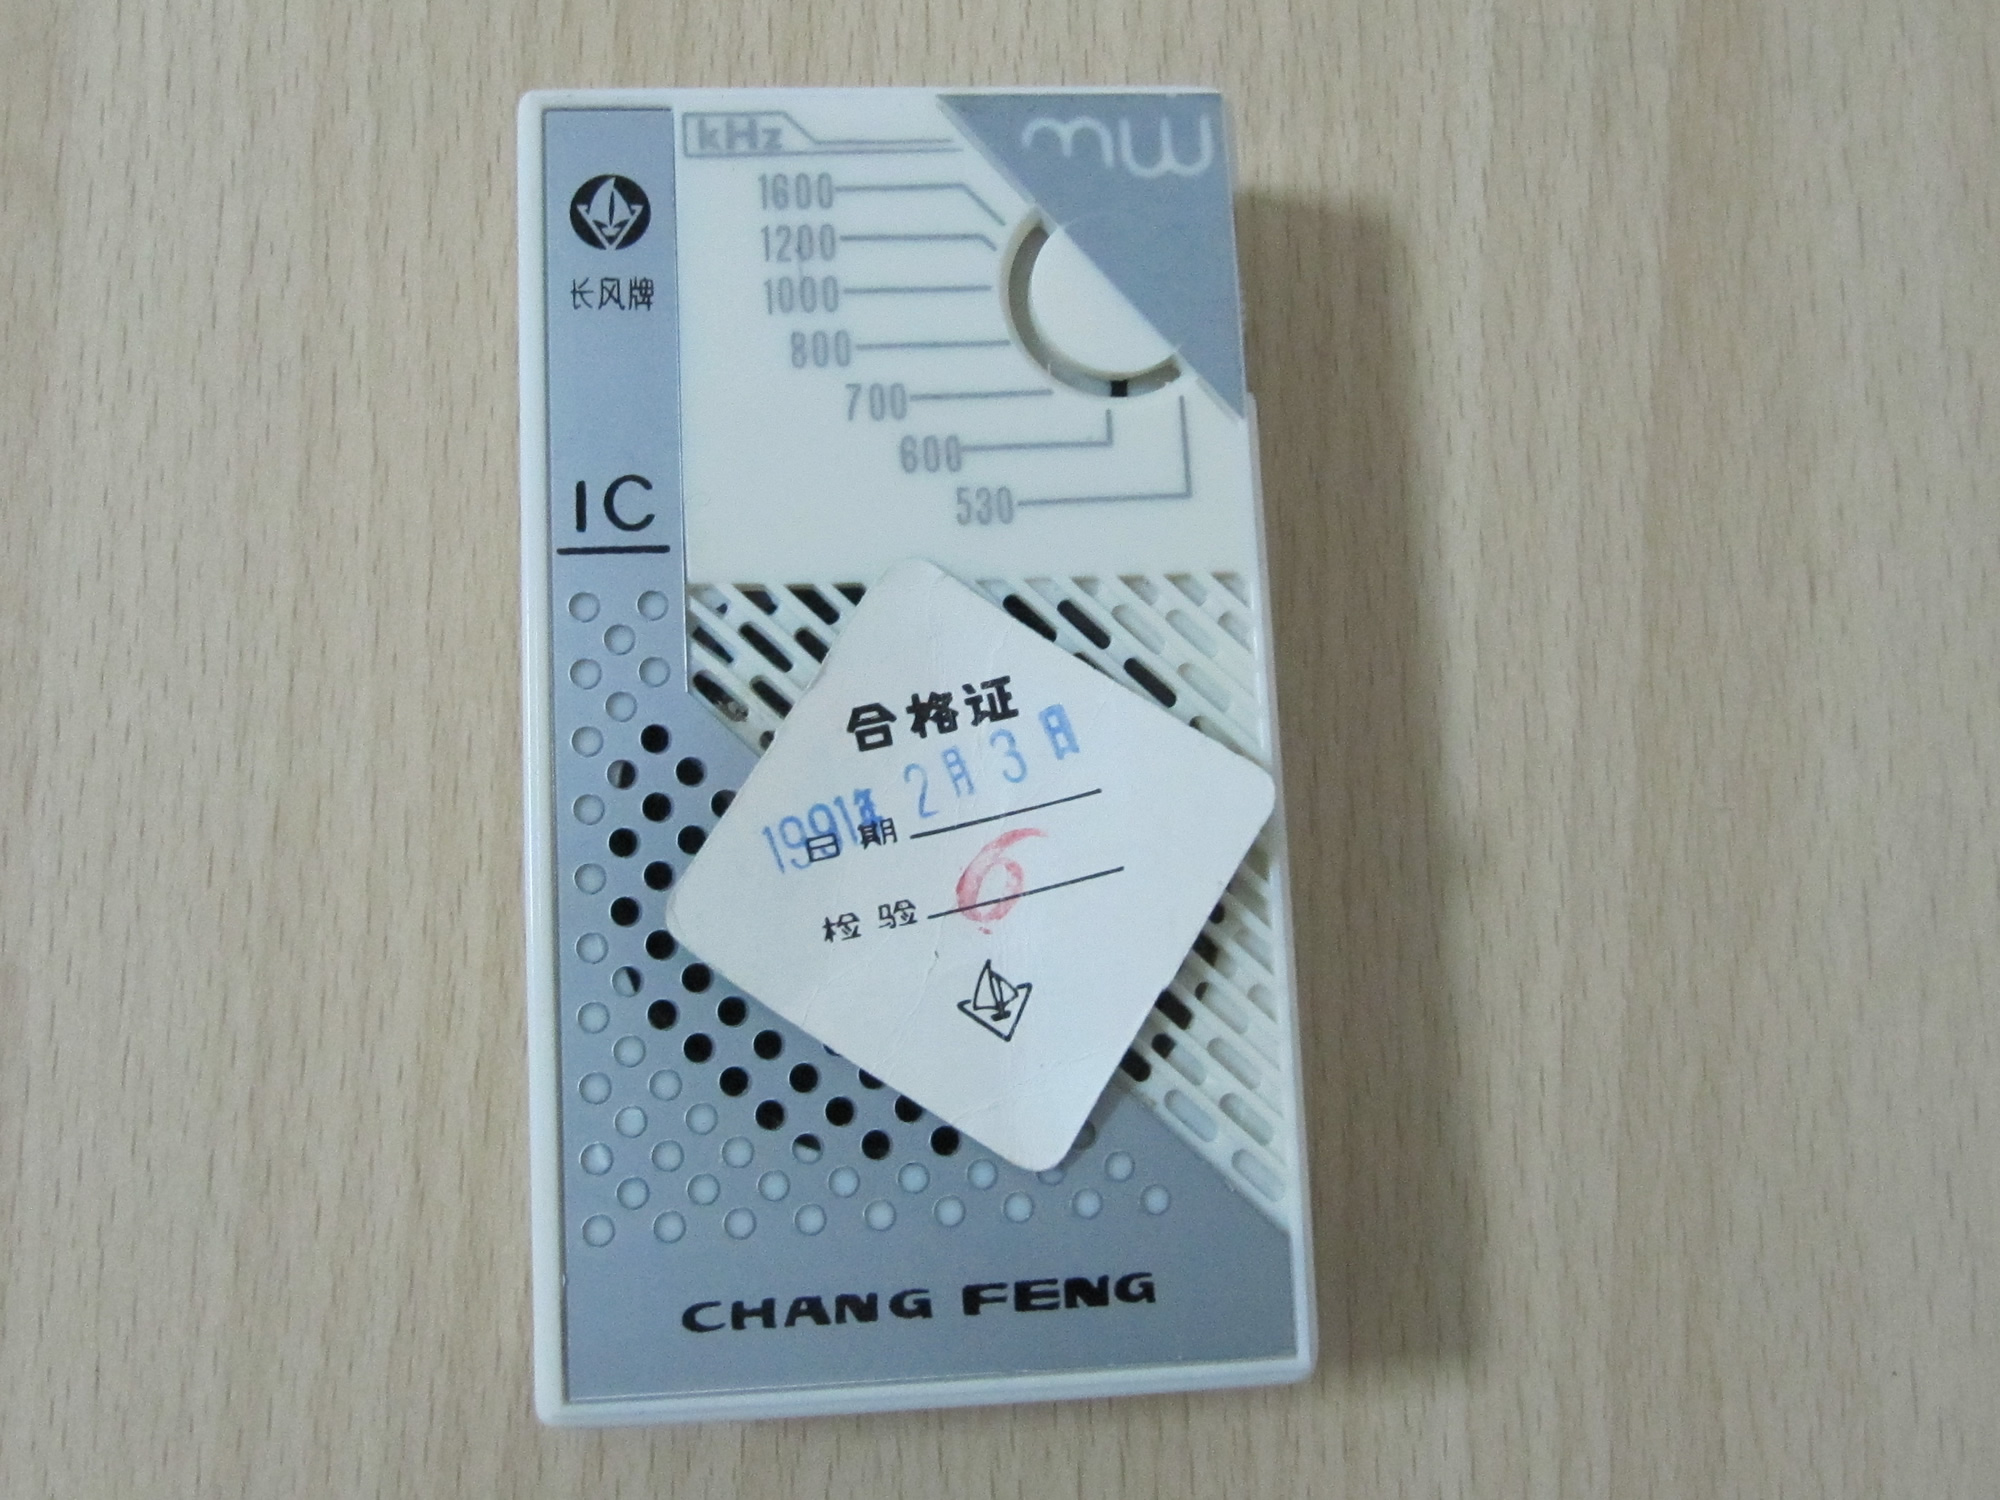 kHz
mw
1600
1200
1000
800
700
600
530
长风牌
IC
合格证
1991年2月3日
日期
检验 6
CHANG FENG